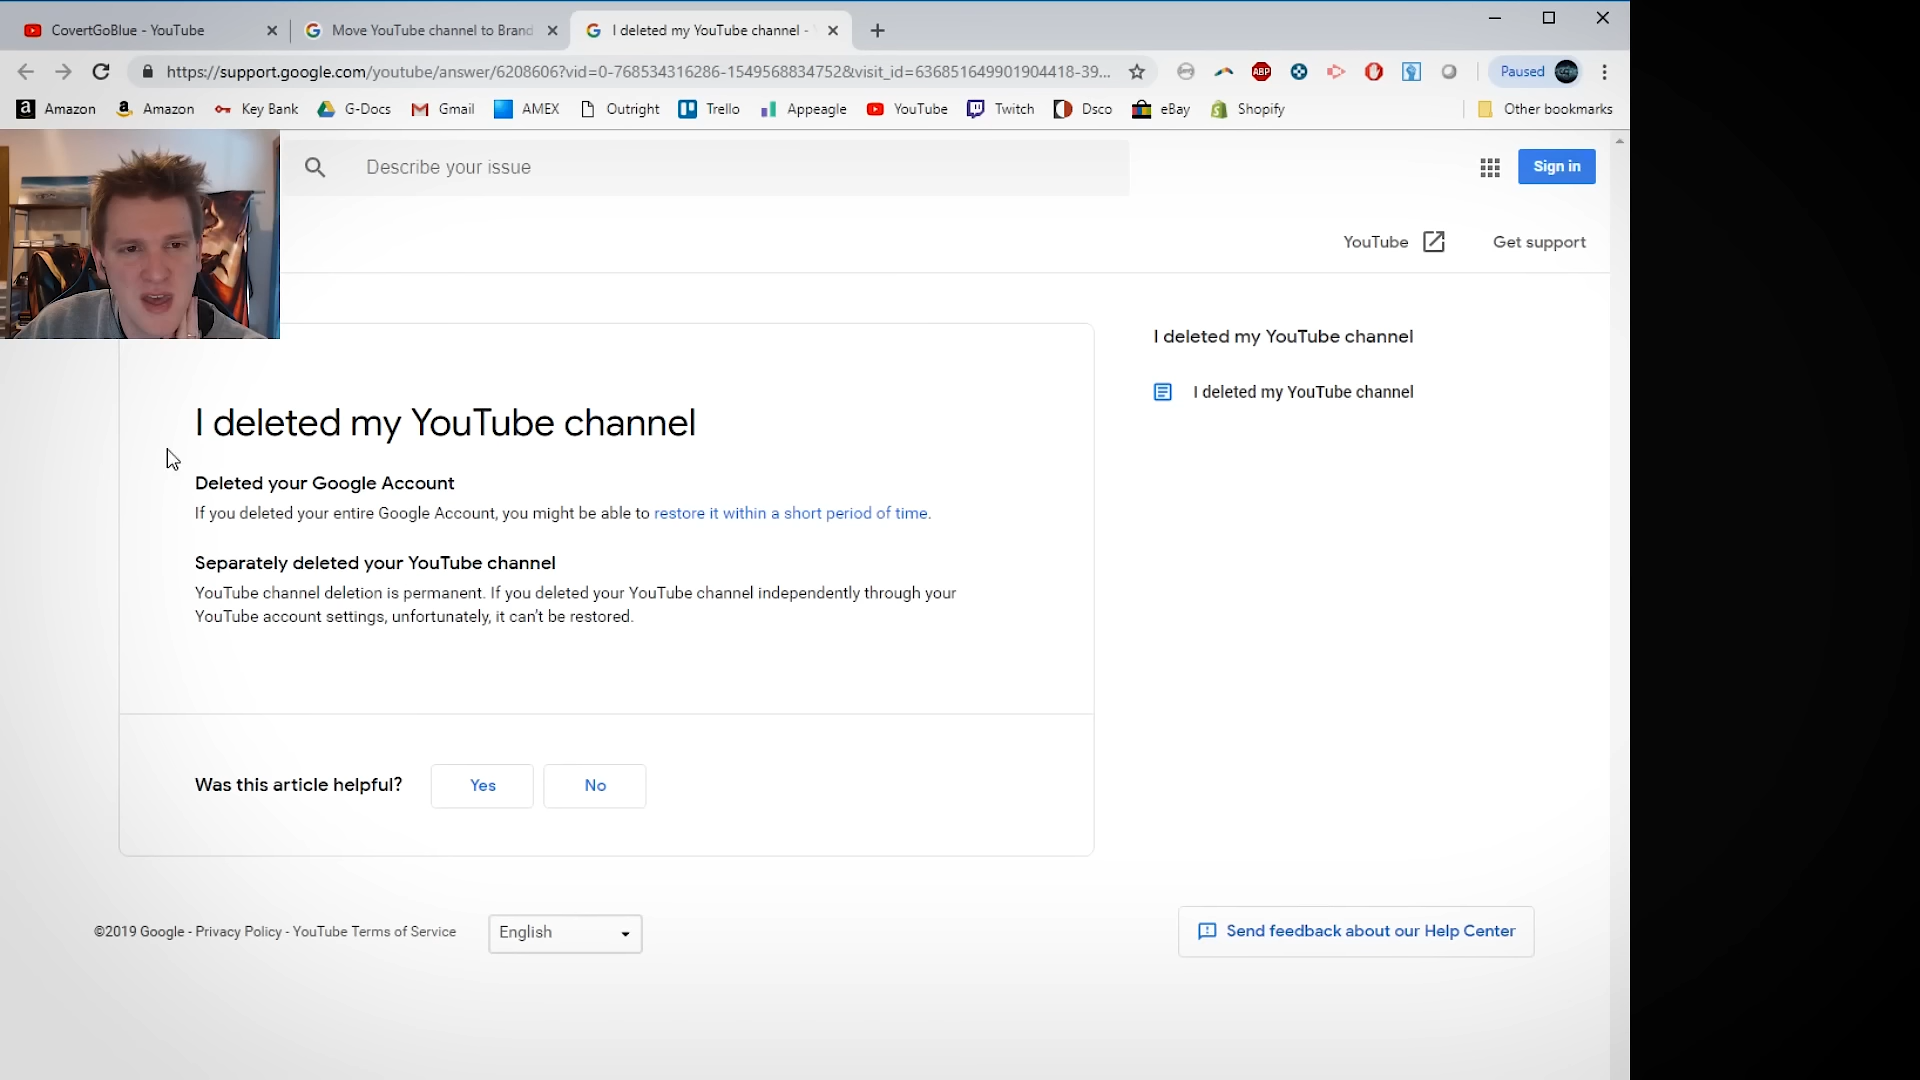 CovertGoBlue - YouTube
Move YouTube channel to Brand
I deleted my YouTube channel -
https://support.google.com/youtube/answer/6208606?vid=0-768534316286-1549568834752&visit_id=636851649901904418-39...
ABP
Paused
Amazon
Amazon
Key Bank
G-Docs
Gmail
AMEX
Outright
Trello
Appeagle
YouTube
Twitch
Dsco
eBay
Shopify
Other bookmarks
Describe your issue
Sign in
YouTube
Get support
I deleted my YouTube channel
Deleted your Google Account
If you deleted your entire Google Account, you might be able to restore it within a short period of time.
Separately deleted your YouTube channel
YouTube channel deletion is permanent. If you deleted your YouTube channel independently through your
YouTube account settings, unfortunately, it can't be restored.
Was this article helpful?
Yes
No
I deleted my YouTube channel
I deleted my YouTube channel
©2019 Google - Privacy Policy - YouTube Terms of Service
English
Send feedback about our Help Center